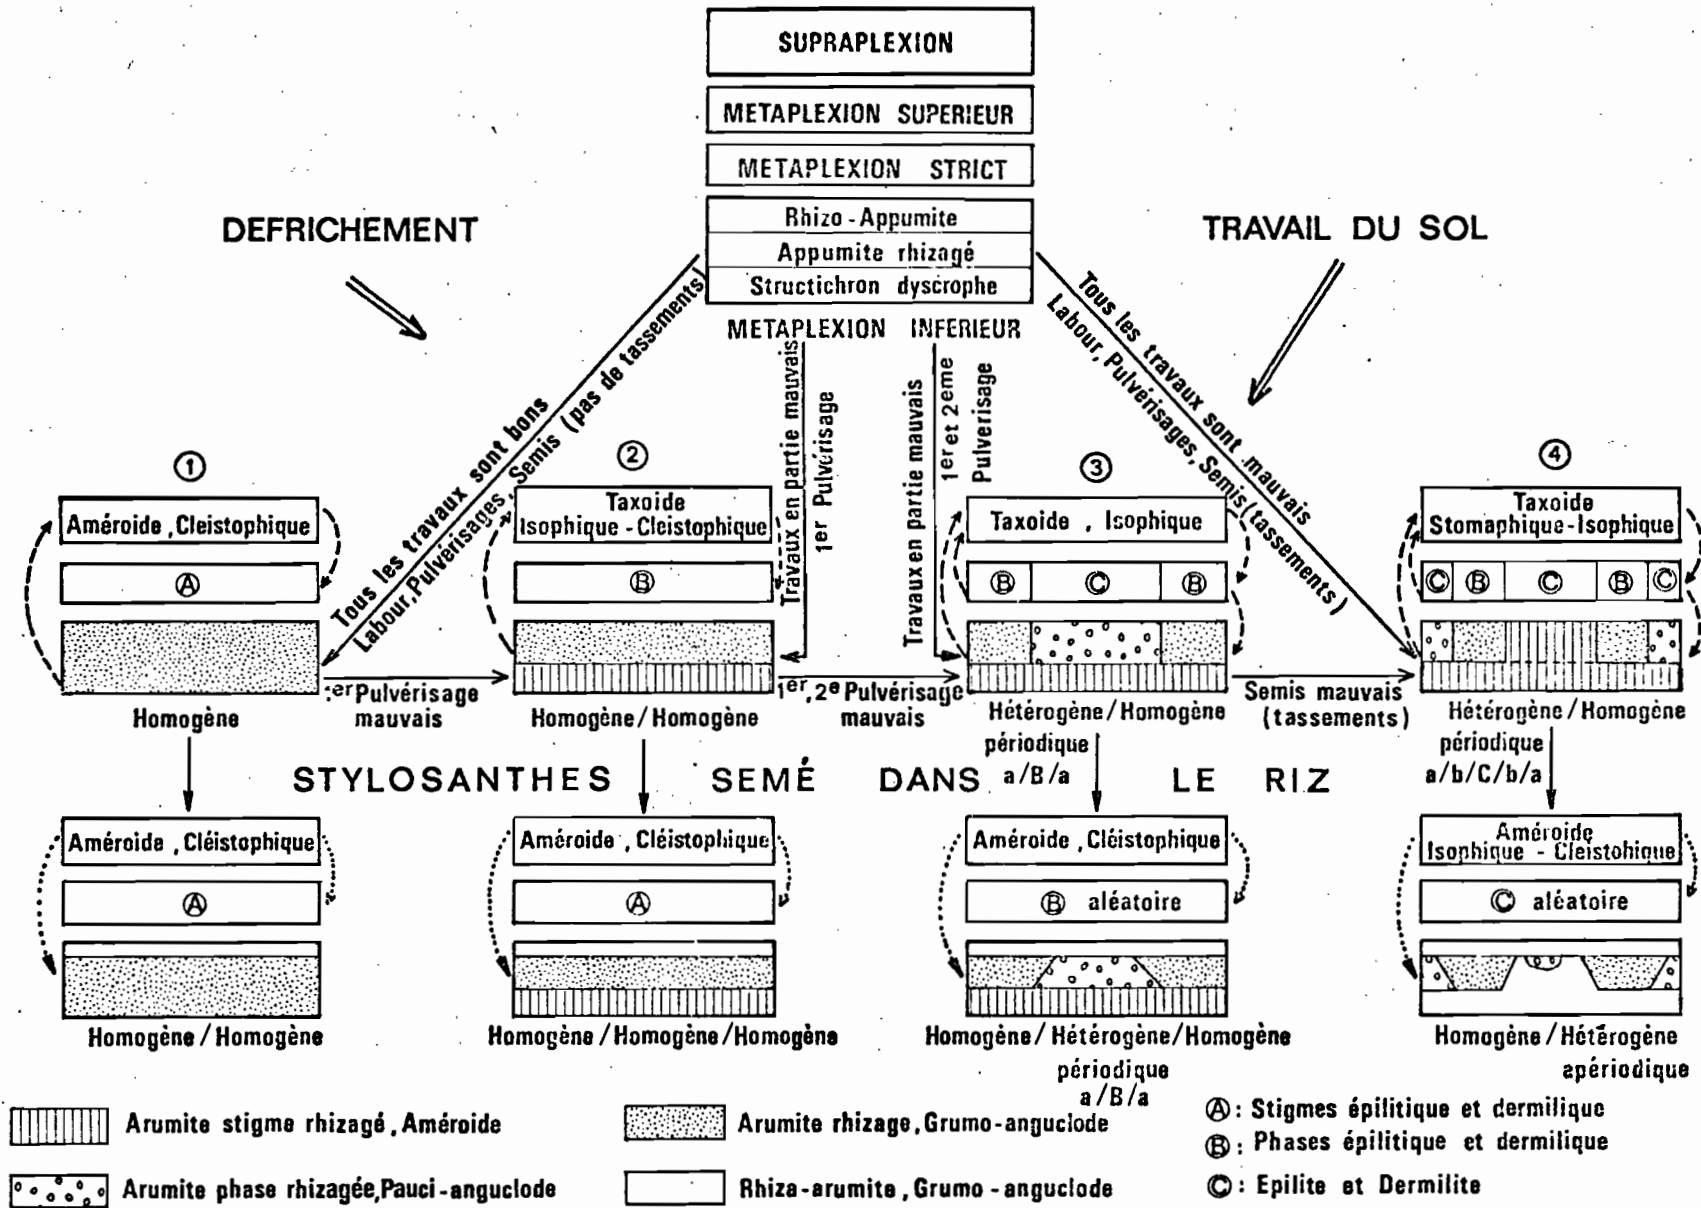 SUPRAPLEXION
METAPLEXION SUPERIEUR
METAPLEXION STRICT
Rhizo - Appumite
Appumite rhizagé
Structichron dyscrophe
METAPLEXION INFERIEUR
DEFRICHEMENT
TRAVAIL DU SOL
Tous les travaux sont bons
Labour, Pulvérisages, Semis (pas de tassements)
Travaux en partie mauvais
1er Pulvérisage
Travaux en partie mauvais
1er et 2eme
Pulverisage
Tous les travaux sont mauvais
Labour, Pulvérisages, Semis (tassements)
①
Améroide , Cleistophique
Ⓐ
Homogène
②
Taxoide
Isophique - Cleistophique
Ⓑ
Homogène / Homogène
③
Taxoide , Isophique
Ⓑ Ⓒ Ⓑ
Hétérogène / Homogène
périodique
a/B/a
④
Taxoide
Stomaphique-Isophique
Ⓒ Ⓑ Ⓒ Ⓑ Ⓒ
Hétérogène / Homogène
périodique
a/b/C/b/a
1er Pulvérisage
mauvais
1er, 2e Pulvérisage
mauvais
Semis mauvais
(tassements)
STYLOSANTHES SEMÉ DANS LE RIZ
Améroide , Cléistophique
Ⓐ
Homogène / Homogène
Améroide , Cléistophique
Ⓐ
Homogène / Homogène / Homogène
Améroide , Cléistophique
Ⓑ aléatoire
Homogène / Hétérogène / Homogène
périodique
a/B/a
Améroide
Isophique - Cleistohique
Ⓒ aléatoire
Homogène / Hétérogène
apériodique
Arumite stigme rhizagé , Améroide
Arumite rhizage, Grumo-anguclode
Arumite phase rhizagée, Pauci-anguclode
Rhiza-arumite , Grumo - anguclode
Ⓐ : Stigmes épilitique et dermilique
Ⓑ : Phases épilitique et dermilique
Ⓒ : Epilite et Dermilite